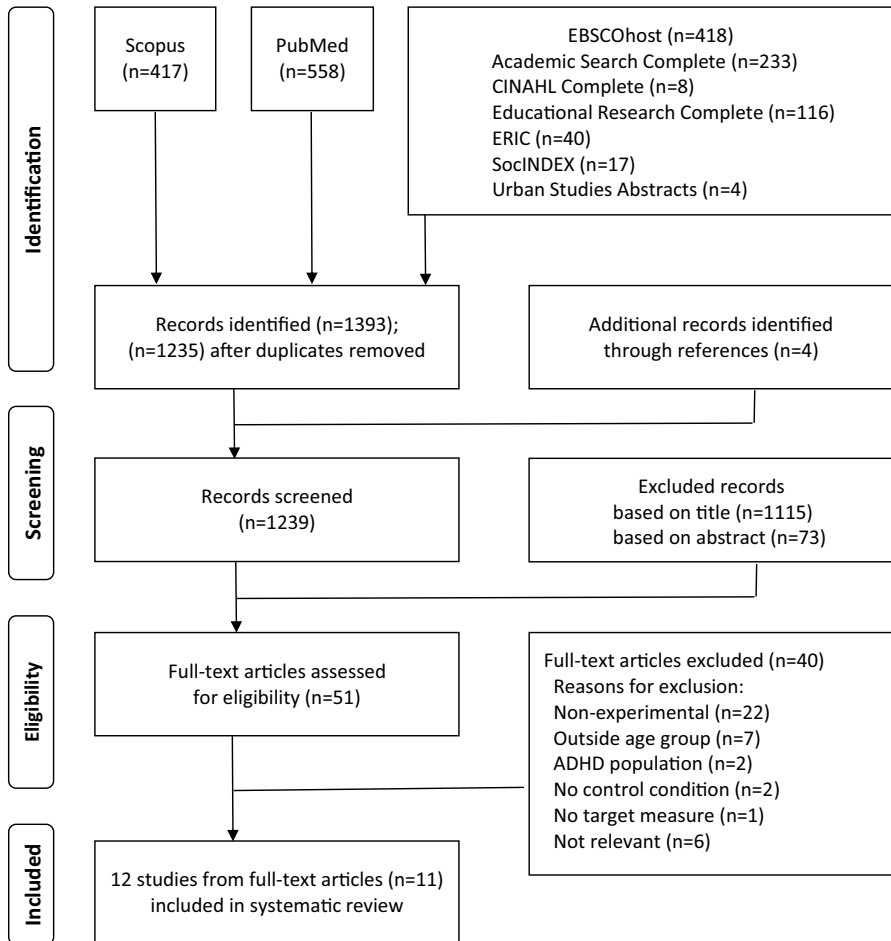 Identification
Scopus
(n=417)
PubMed
(n=558)
EBSCOhost (n=418)
Academic Search Complete (n=233)
CINAHL Complete (n=8)
Educational Research Complete (n=116)
ERIC (n=40)
SocINDEX (n=17)
Urban Studies Abstracts (n=4)
Records identified (n=1393);
(n=1235) after duplicates removed
Additional records identified
through references (n=4)
Screening
Records screened
(n=1239)
Excluded records
based on title (n=1115)
based on abstract (n=73)
Eligibility
Full-text articles assessed
for eligibility (n=51)
Full-text articles excluded (n=40)
Reasons for exclusion:
Non-experimental (n=22)
Outside age group (n=7)
ADHD population (n=2)
No control condition (n=2)
No target measure (n=1)
Not relevant (n=6)
Included
12 studies from full-text articles (n=11)
included in systematic review